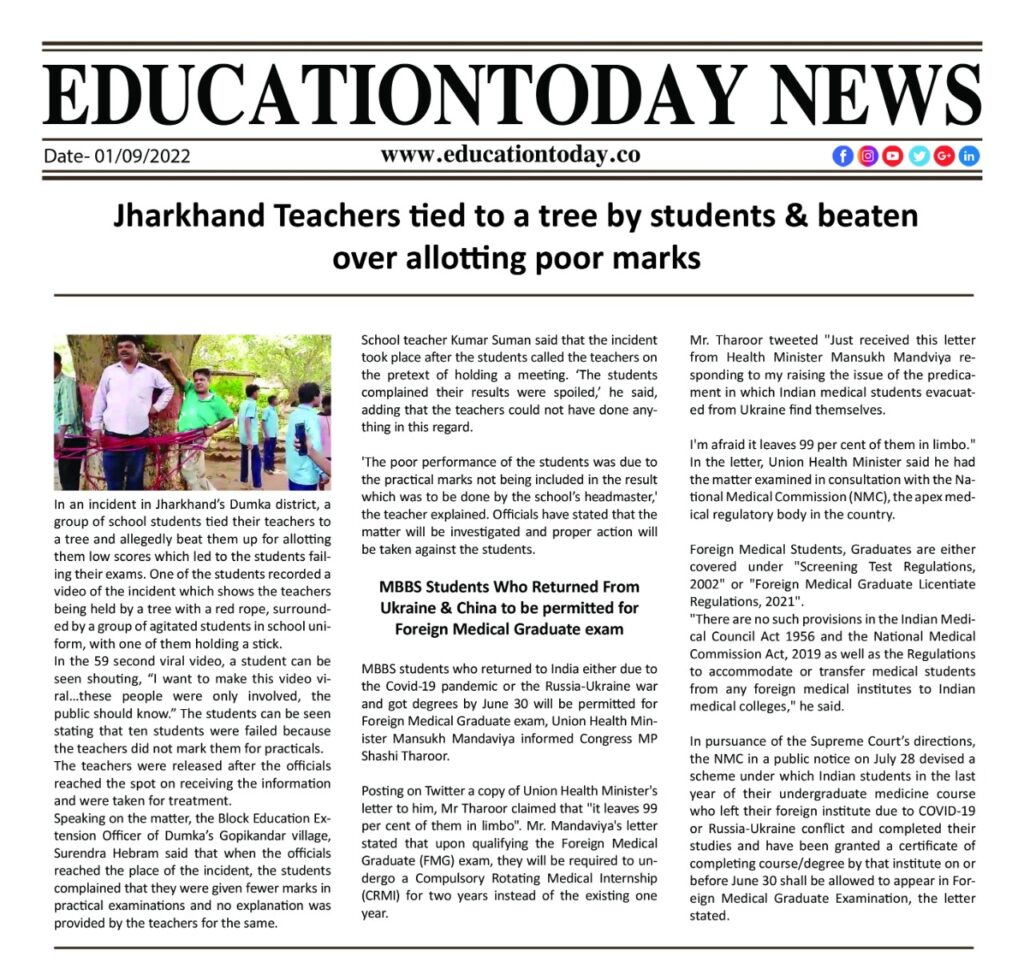 EDUCATIONTODAY NEWS
Date- 01/09/2022
www.educationtoday.co
Jharkhand Teachers tied to a tree by students & beaten
over allotting poor marks
In an incident in Jharkhand's Dumka district, a
group of school students tied their teachers to
a tree and allegedly beat them up for allotting
them low scores which led to the students fail-
ing their exams. One of the students recorded a
video of the incident which shows the teachers
being held by a tree with a red rope, surround-
ed by a group of agitated students in school uni-
form, with one of them holding a stick.
In the 59 second viral video, a student can be
seen shouting, “I want to make this video vi-
ral...these people were only involved, the
public should know.” The students can be seen
stating that ten students were failed because
the teachers did not mark them for practicals.
The teachers were released after the officials
reached the spot on receiving the information
and were taken for treatment.
Speaking on the matter, the Block Education Ex-
tension Officer of Dumka's Gopikandar village,
Surendra Hebram said that when the officials
reached the place of the incident, the students
complained that they were given fewer marks in
practical examinations and no explanation was
provided by the teachers for the same.
School teacher Kumar Suman said that the incident
took place after the students called the teachers on
the pretext of holding a meeting. ‘The students
complained their results were spoiled,’ he said,
adding that the teachers could not have done any-
thing in this regard.
'The poor performance of the students was due to
the practical marks not being included in the result
which was to be done by the school's headmaster,'
the teacher explained. Officials have stated that the
matter will be investigated and proper action will
be taken against the students.
MBBS Students Who Returned From
Ukraine & China to be permitted for
Foreign Medical Graduate exam
MBBS students who returned to India either due to
the Covid-19 pandemic or the Russia-Ukraine war
and got degrees by June 30 will be permitted for
Foreign Medical Graduate exam, Union Health Min-
ister Mansukh Mandaviya informed Congress MP
Shashi Tharoor.
Posting on Twitter a copy of Union Health Minister's
letter to him, Mr Tharoor claimed that "it leaves 99
per cent of them in limbo". Mr. Mandaviya's letter
stated that upon qualifying the Foreign Medical
Graduate (FMG) exam, they will be required to un-
dergo a Compulsory Rotating Medical Internship
(CRMI) for two years instead of the existing one
year.
Mr. Tharoor tweeted "Just received this letter
from Health Minister Mansukh Mandviya re-
sponding to my raising the issue of the predica-
ment in which Indian medical students evacuat-
ed from Ukraine find themselves.
I'm afraid it leaves 99 per cent of them in limbo."
In the letter, Union Health Minister said he had
the matter examined in consultation with the Na-
tional Medical Commission (NMC), the apex med-
ical regulatory body in the country.
Foreign Medical Students, Graduates are either
covered under "Screening Test Regulations,
2002" or "Foreign Medical Graduate Licentiate
Regulations, 2021".
"There are no such provisions in the Indian Medi-
cal Council Act 1956 and the National Medical
Commission Act, 2019 as well as the Regulations
to accommodate or transfer medical students
from any foreign medical institutes to Indian
medical colleges," he said.
In pursuance of the Supreme Court's directions,
the NMC in a public notice on July 28 devised a
scheme under which Indian students in the last
year of their undergraduate medicine course
who left their foreign institute due to COVID-19
or Russia-Ukraine conflict and completed their
studies and have been granted a certificate of
completing course/degree by that institute on or
before June 30 shall be allowed to appear in For-
eign Medical Graduate Examination, the letter
stated.